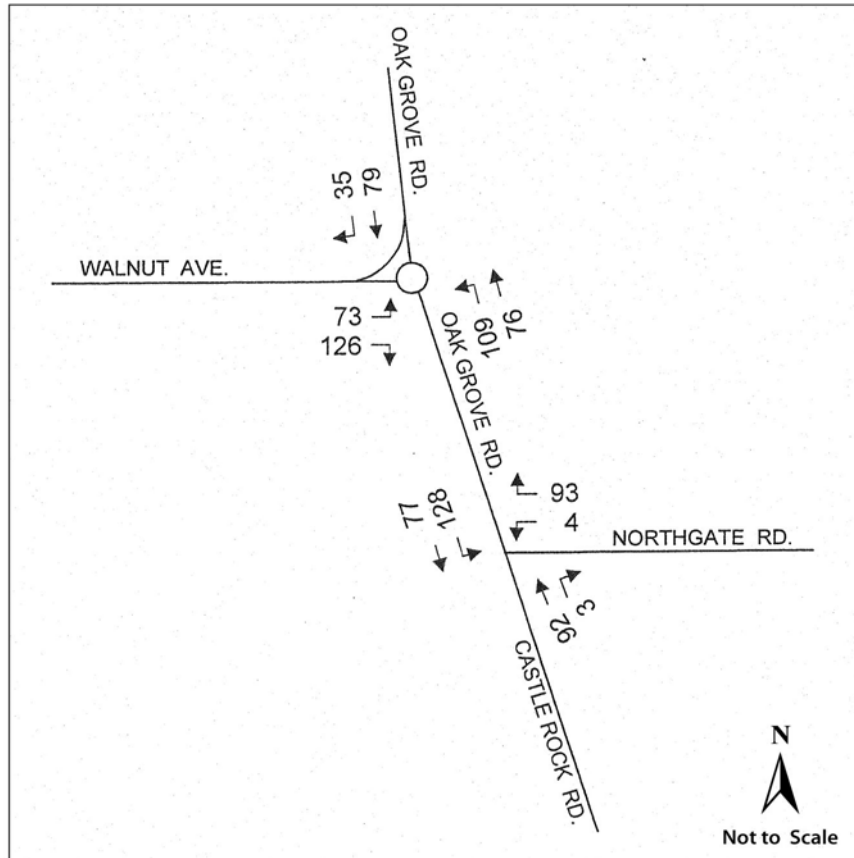 OAK GROVE RD.
35
79
WALNUT AVE.
73
126
76
109
OAK GROVE RD.
93
4
128
77
NORTHGATE RD.
3
92
CASTLE ROCK RD.
N
Not to Scale